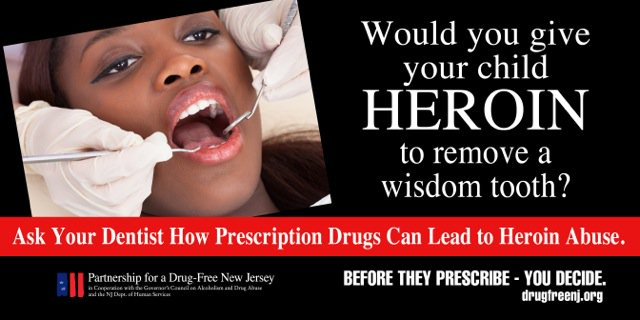 Would you give
your child
HEROIN
to remove a
wisdom tooth?
Ask Your Dentist How Prescription Drugs Can Lead to Heroin Abuse.
Partnership for a Drug-Free New Jersey
in Cooperation with the Governor's Council on Alcoholism and Drug Abuse
and the NJ Dept. of Human Services
BEFORE THEY PRESCRIBE - YOU DECIDE.
drugfreenj.org